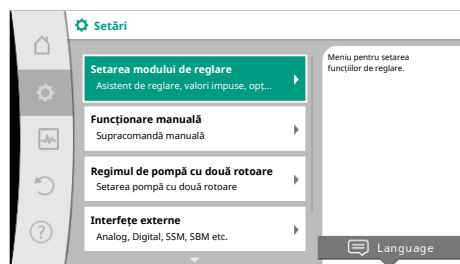 Setări
Setarea modului de reglare
Asistent de reglare, valori impuse, opț...
Funcționare manuală
Supracomandă manuală
Regimul de pompă cu două rotoare
Setarea pompă cu două rotoare
Interfețe externe
Analog, Digital, SSM, SBM etc.
Meniu pentru setarea
funcțiilor de reglare.
Language